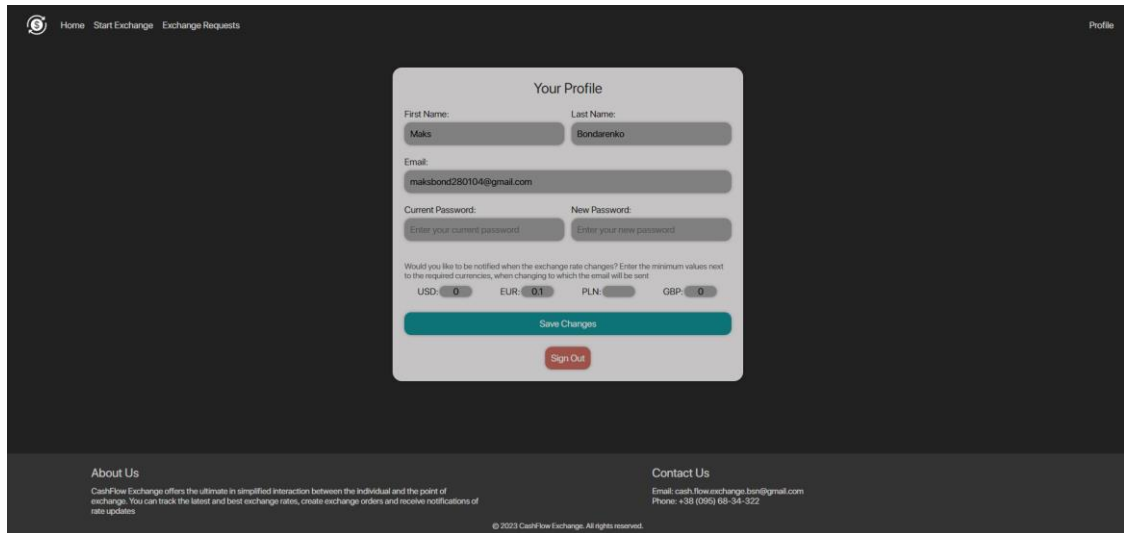 Home Start Exchange Exchange Requests Profile
Your Profile
First Name: Last Name:
Maks Bondarenko
Email:
maksbond280104@gmail.com
Current Password: New Password:
Enter your current password Enter your new password
Would you like to be notified when the exchange rate changes? Enter the minimum values next
to the required currencies, when changing to which the email will be sent
USD: 0 EUR: 0.1 PLN: GBP: 0
Save Changes
Sign Out
About Us
CashFlow Exchange offers the ultimate in simplified interaction between the individual and the point of
exchange. You can track the latest and best exchange rates, create exchange orders and receive notifications of
rate updates
Contact Us
Email: cash.flow.exchange.bsn@gmail.com
Phone: +38 (095) 68-34-322
© 2023 CashFlow Exchange. All rights reserved.